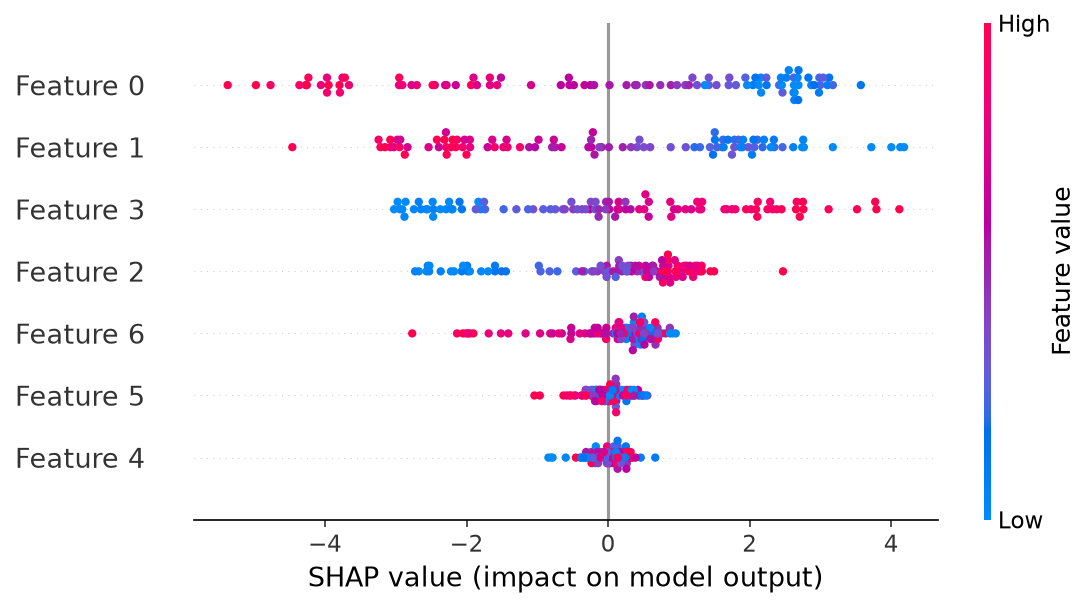 High
Feature 0
Feature 1
Feature 3
Feature 2
Feature 6
Feature 5
Feature 4
Feature value
Low
−4
−2
0
2
4
SHAP value (impact on model output)